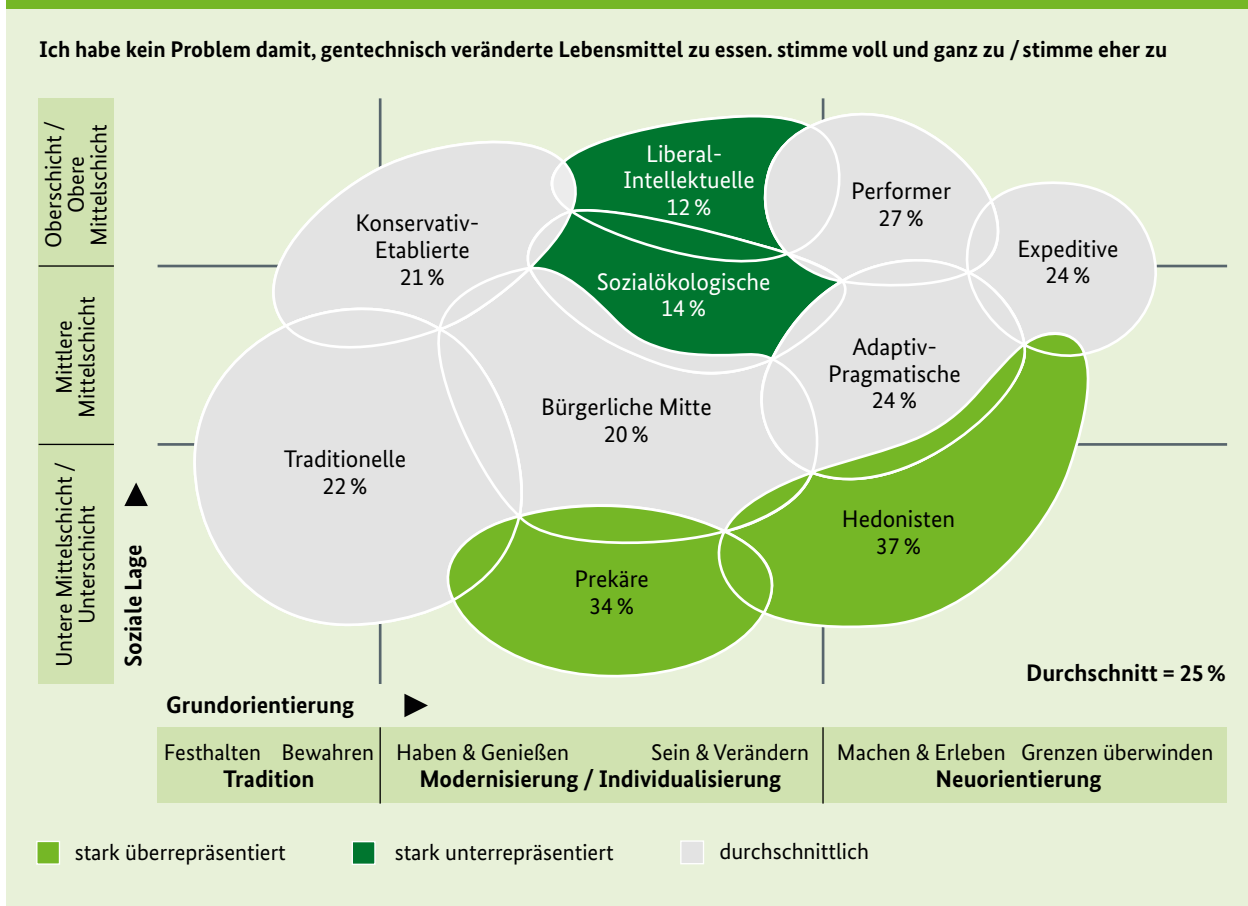 Ich habe kein Problem damit, gentechnisch veränderte Lebensmittel zu essen. stimme voll und ganz zu / stimme eher zu
Oberschicht /
Obere
Mittelschicht
Mittlere
Mittelschicht
Untere Mittelschicht /
Unterschicht
Soziale Lage
Liberal-
Intellektuelle
12 %
Performer
27 %
Konservativ-
Etablierte
21 %
Expeditive
24 %
Sozialökologische
14 %
Adaptiv-
Pragmatische
24 %
Bürgerliche Mitte
20 %
Traditionelle
22 %
Hedonisten
37 %
Prekäre
34 %
Durchschnitt = 25 %
Grundorientierung
Festhalten Bewahren
Tradition
Haben & Genießen Sein & Verändern
Modernisierung / Individualisierung
Machen & Erleben Grenzen überwinden
Neuorientierung
stark überrepräsentiert
stark unterrepräsentiert
durchschnittlich